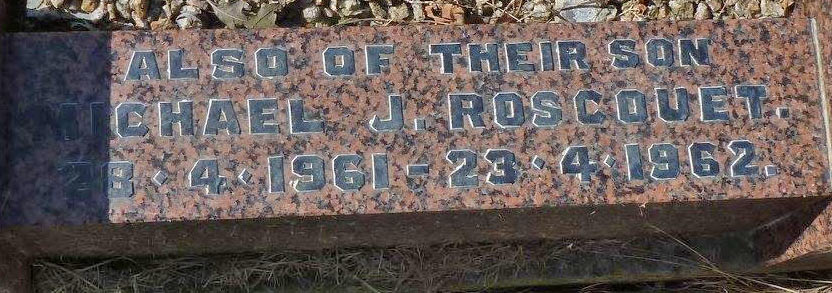 ALSO OF THEIR SON
MICHAEL J. ROSCOUET.
28·4·1961-23·4·1962.